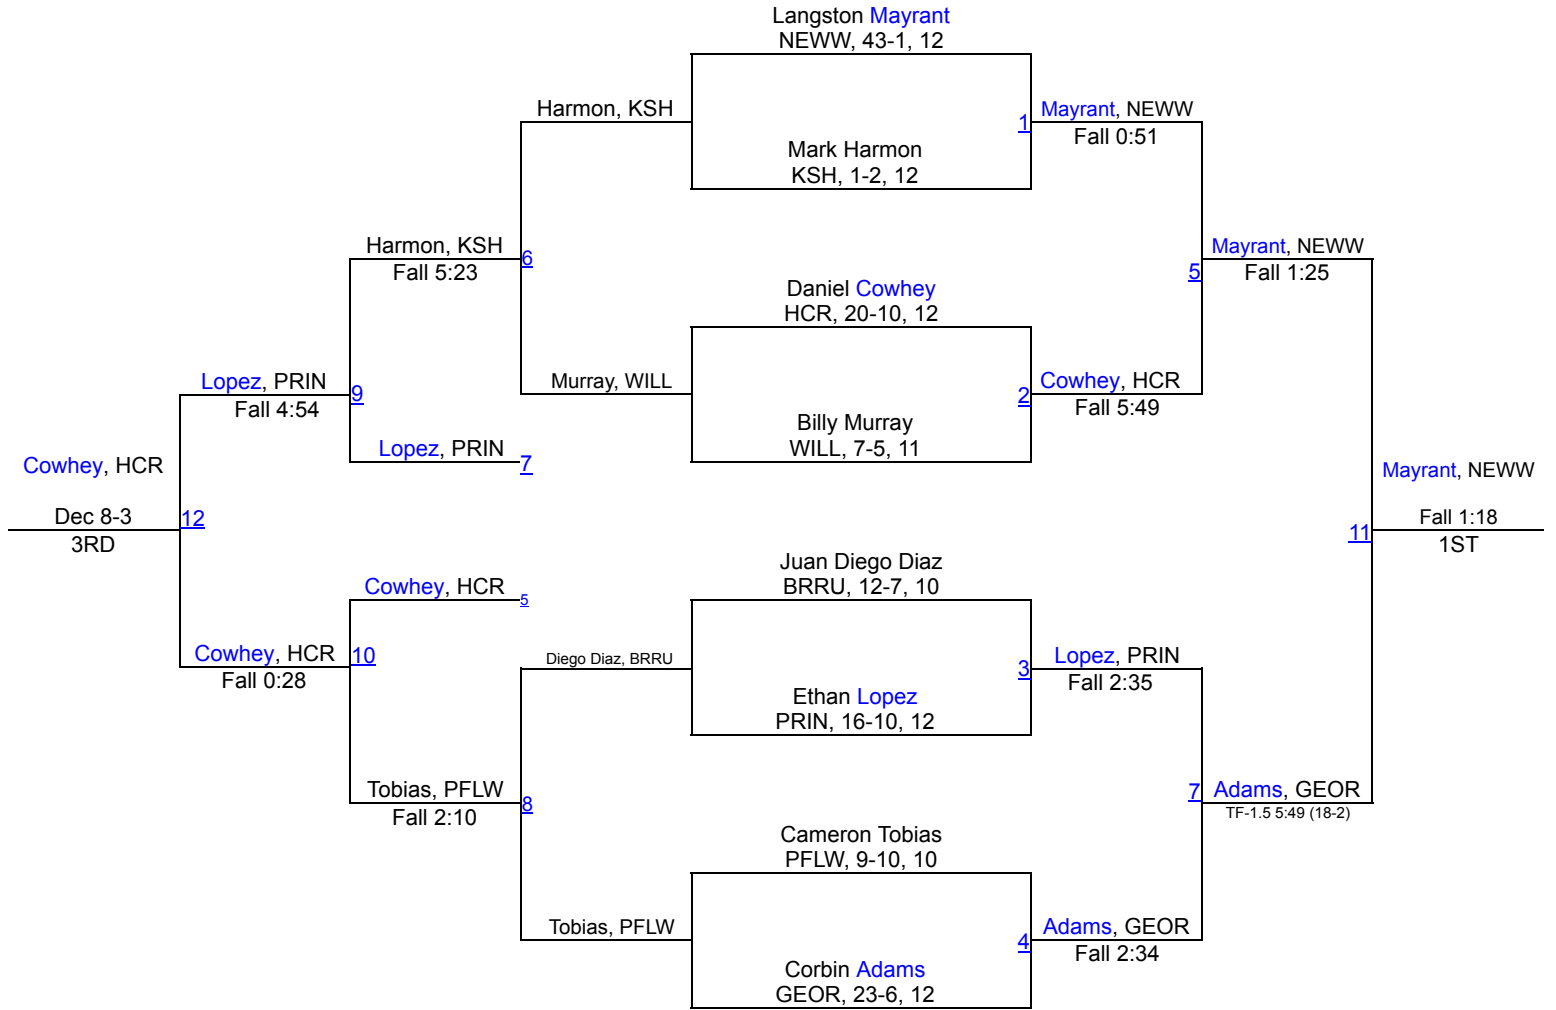 Langston Mayrant
NEWW, 43-1, 12
Harmon, KSH
1
Mayrant, NEWW
Fall 0:51
Mark Harmon
KSH, 1-2, 12
Harmon, KSH
Fall 5:23
6
Mayrant, NEWW
Fall 1:25
5
Daniel Cowhey
HCR, 20-10, 12
Lopez, PRIN
Fall 4:54
9
Murray, WILL
2
Cowhey, HCR
Fall 5:49
Billy Murray
WILL, 7-5, 11
Lopez, PRIN
7
Cowhey, HCR
Dec 8-3
3RD
12
Mayrant, NEWW
Fall 1:18
1ST
11
Juan Diego Diaz
BRRU, 12-7, 10
Cowhey, HCR
5
Cowhey, HCR
Fall 0:28
10
Diego Diaz, BRRU
3
Lopez, PRIN
Fall 2:35
Ethan Lopez
PRIN, 16-10, 12
Tobias, PFLW
Fall 2:10
8
7
Adams, GEOR
TF-1.5 5:49 (18-2)
Cameron Tobias
PFLW, 9-10, 10
Tobias, PFLW
4
Adams, GEOR
Fall 2:34
Corbin Adams
GEOR, 23-6, 12